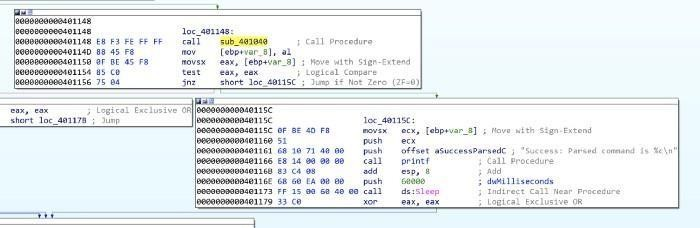 0000000000401148
0000000000401148 loc_401148:
0000000000401148 E8 F3 FE FF FF call sub_401040 ; Call Procedure
000000000040114D 88 45 F8 mov [ebp+var_8], al
0000000000401150 0F BE 45 F8 movsx eax, [ebp+var_8] ; Move with Sign-Extend
0000000000401154 85 C0 test eax, eax ; Logical Compare
0000000000401156 75 04 jnz short loc_40115C ; Jump if Not Zero (ZF=0)
eax, eax ; Logical Exclusive OR
short loc_40117B ; Jump
000000000040115C
000000000040115C loc_40115C:
000000000040115C 0F BE 4D F8 movsx ecx, [ebp+var_8] ; Move with Sign-Extend
0000000000401160 51 push ecx
0000000000401161 68 10 71 40 00 push offset aSuccessParsedC ; "Success: Parsed command is %c\n"
0000000000401166 E8 14 00 00 00 call printf ; Call Procedure
000000000040116B 83 C4 08 add esp, 8 ; Add
000000000040116E 68 60 EA 00 00 push 60000 ; dwMilliseconds
0000000000401173 FF 15 00 60 40 00 call ds:Sleep ; Indirect Call Near Procedure
0000000000401179 33 C0 xor eax, eax ; Logical Exclusive OR